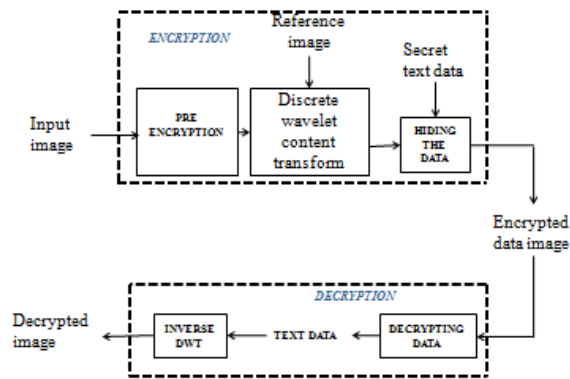 Reference
image
ENCRYPTION
Secret
text data
Input
image
PRE
ENCRYPTION
Discrete
wavelet
content
transform
HIDING
THE
DATA
Encrypted
data image
DECRYPTION
Decrypted
image
INVERSE
DWT
TEXT DATA
DECRYPTING
DATA